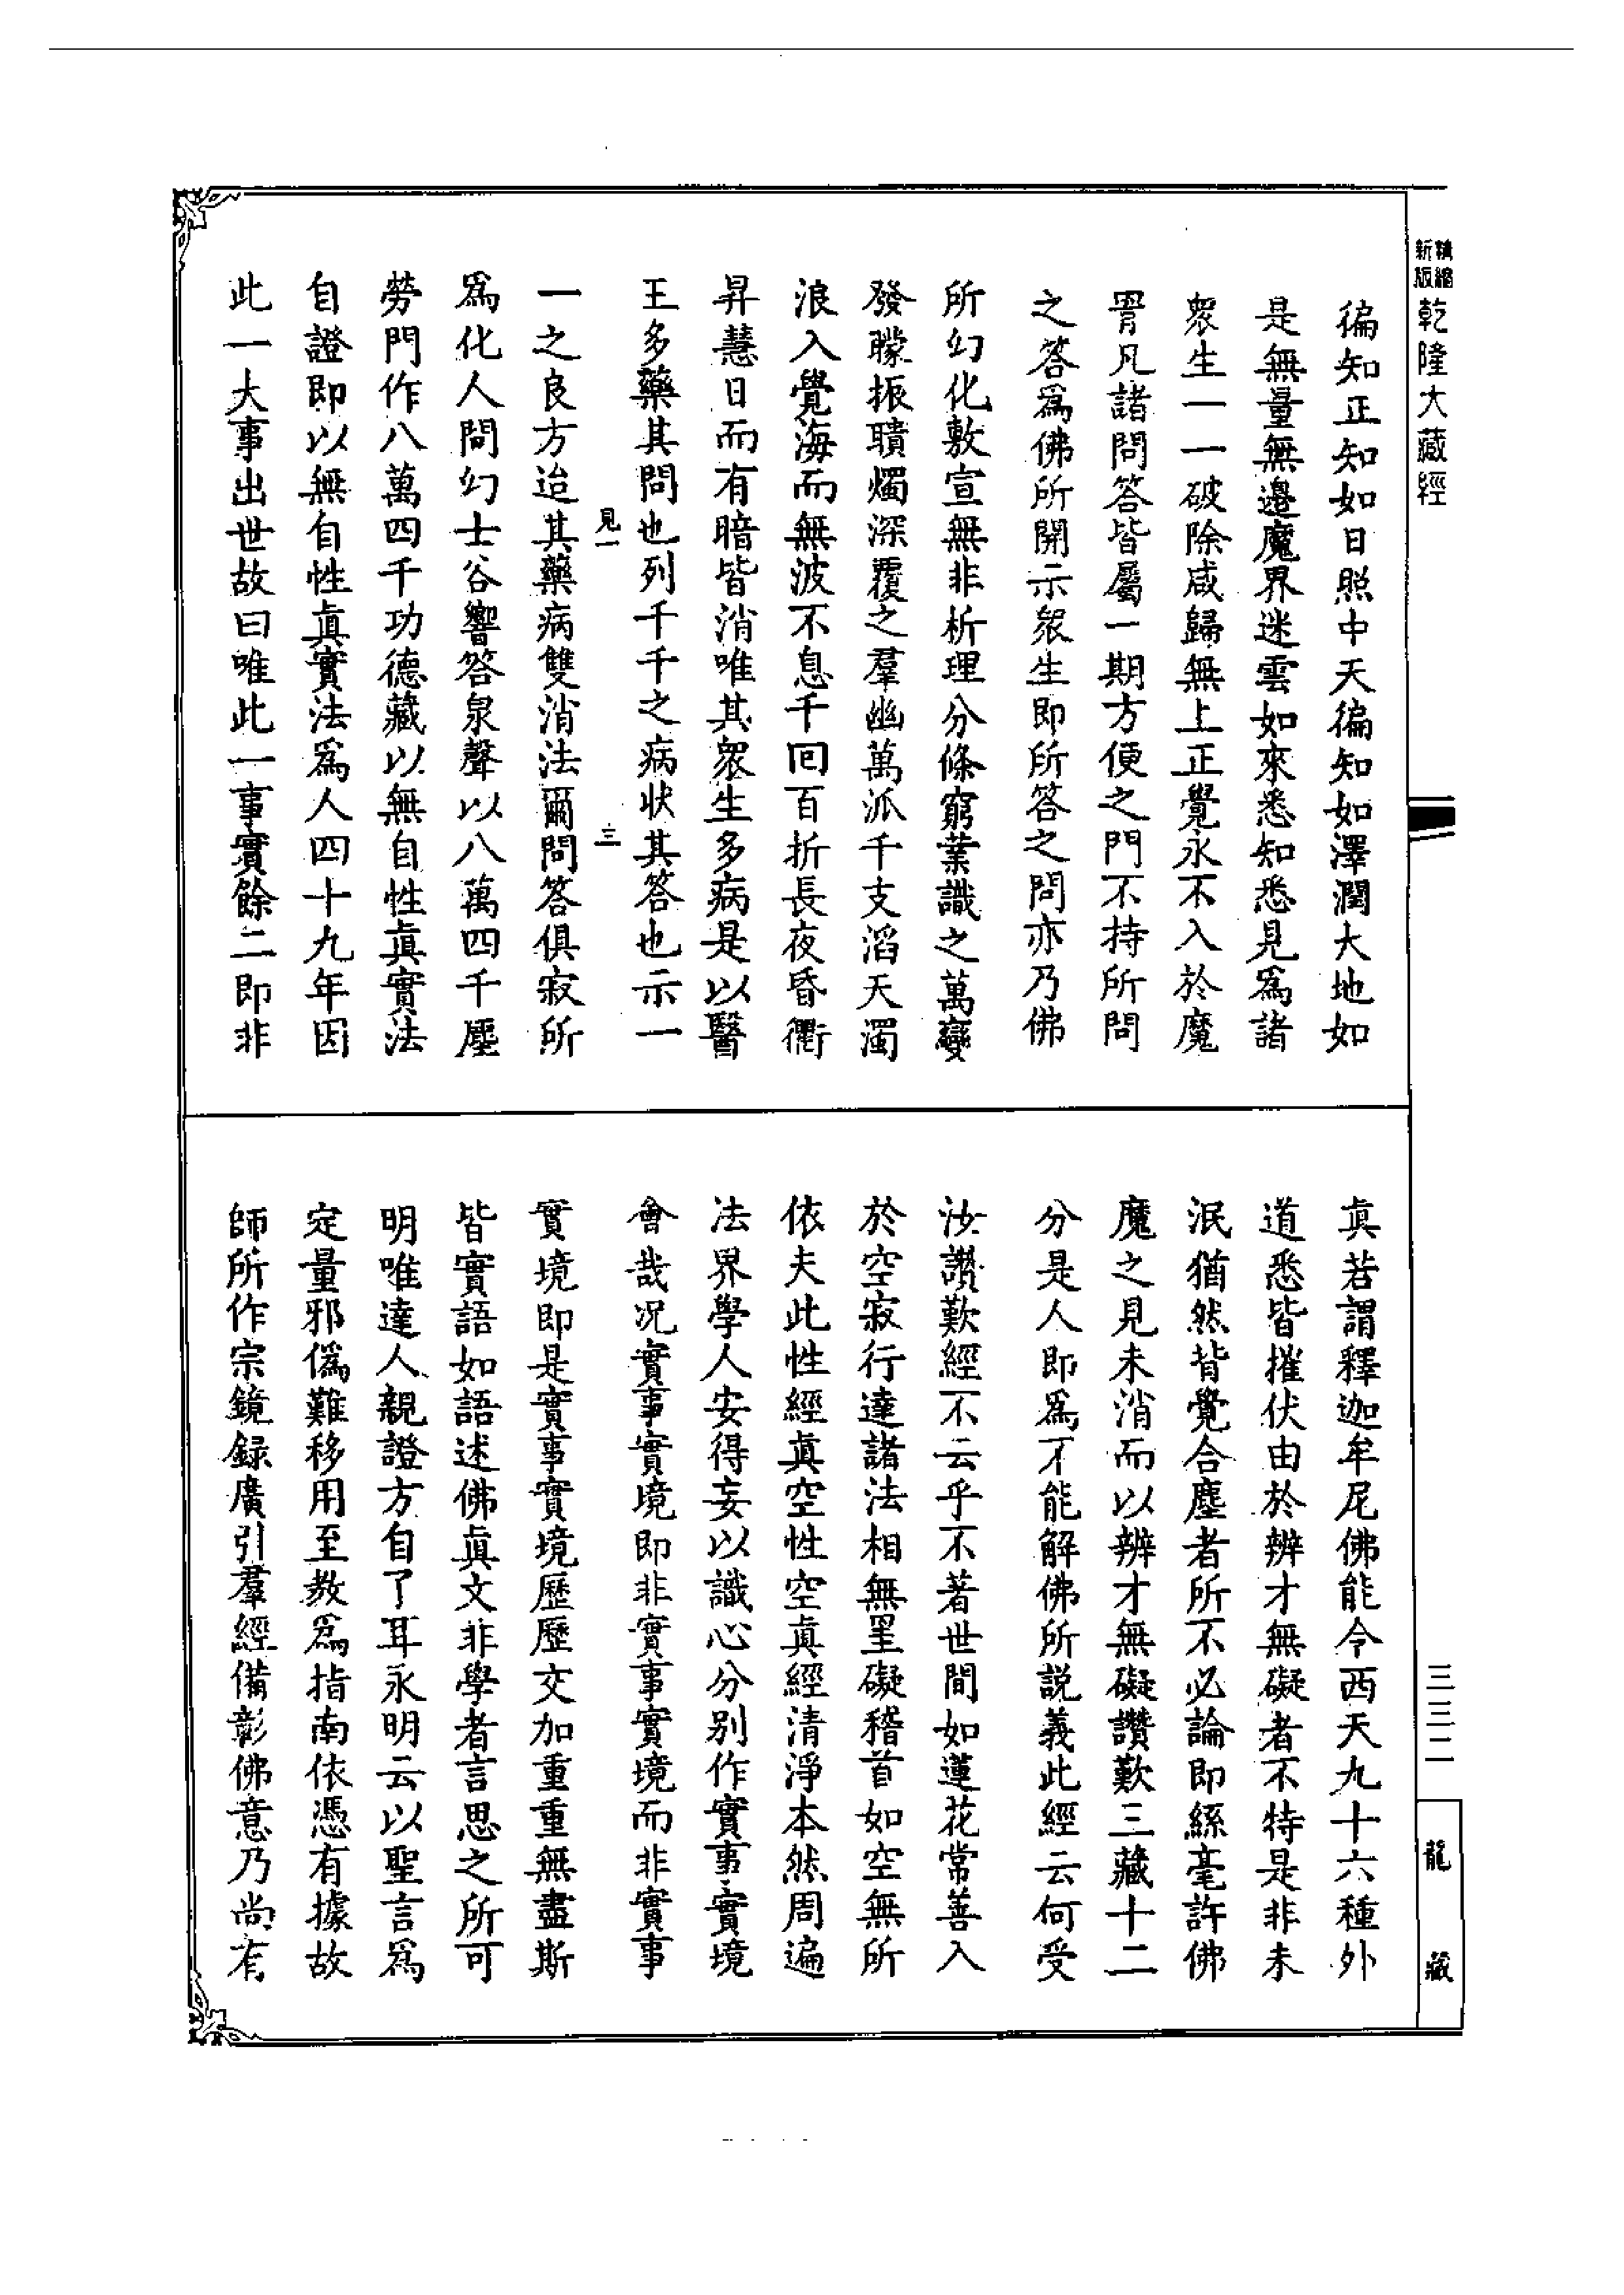 精縮新版乾隆大藏經
徧知正知如日照中天徧知如澤潤大地如
是無量無邊魔界迷雲如來悉知悉見爲諸
衆生一一破除咸歸無上正覺永不入於魔
罥凡諸問答皆屬一期方便之門不持所問
之答爲佛所開示衆生即所答之問亦乃佛
所幻化敷宣無非析理分條窮葉識之萬變
發矇振聵燭深覆之羣幽萬派千支滔天濁
浪入覺海而無波不息千回百折長夜昏衢
昇慧日而有暗皆消唯其衆生多病是以醫
王多藥其問也列千千之病状其答也示一
見一 三
一之良方迨其藥病雙消法爾問答俱寂所
爲化人問幻士谷響答泉聲以八萬四千塵
勞門作八萬四千功德藏以無自性眞實法
自證即以無自性眞實法爲人四十九年因
此一大事出世故曰唯此一事實餘二即非
眞若謂釋迦牟尼佛能令西天九十六種外
道悉皆摧伏由於辨才無礙者不特是非未
泯猶然背覺合塵者所不必論即絲毫許佛
魔之見未消而以辨才無礙讚歎三藏十二
分是人即爲不能解佛所説義此經云何受
汝讚歎經不云乎不著世間如蓮花常善入
於空寂行達諸法相無罣礙稽首如空無所
依夫此性經眞空性空眞經清淨本然周遍
法界學人安得妄以識心分別作實事實境
會哉况實事實境即非實事實境而非實事
實境即是實事實境歷歷交加重重無盡斯
皆實語如語述佛眞文非學者言思之所可
明唯達人親證方自了耳永明云以聖言爲
定量邪僞難移用至教爲指南依憑有據故
師所作宗鏡録廣引羣經備彰佛意乃尚有
三三二
龍藏